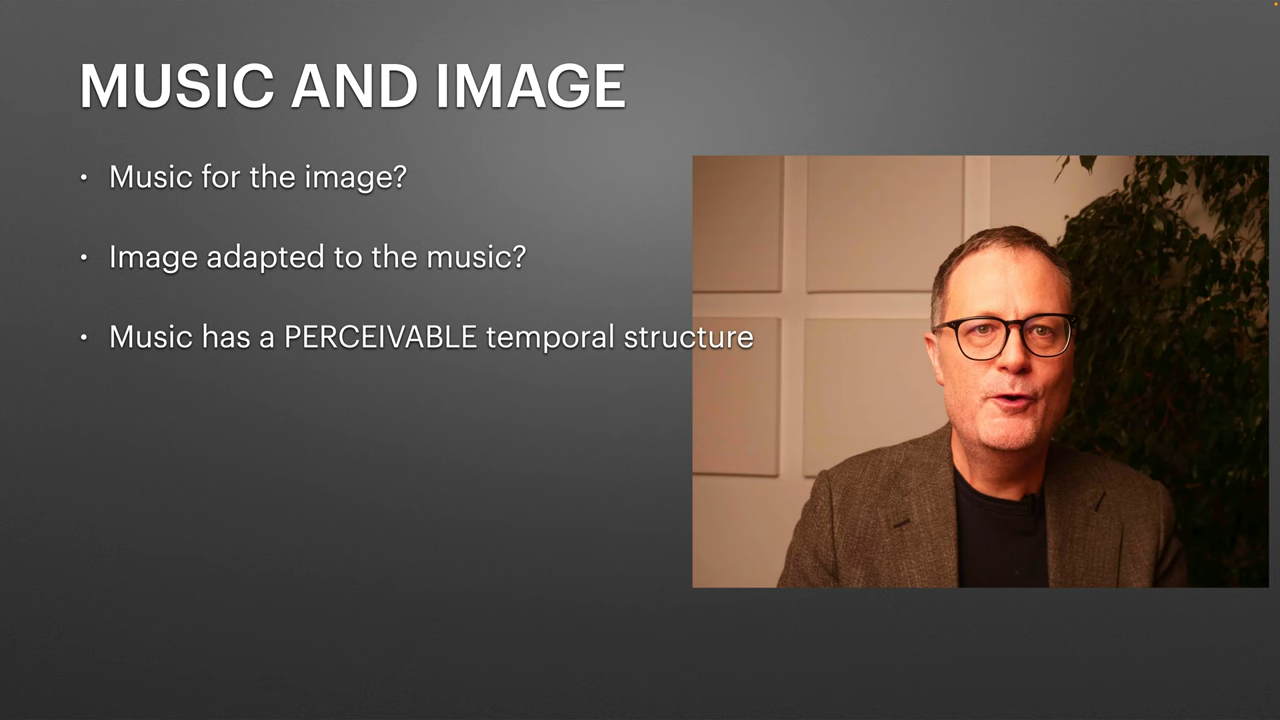 MUSIC AND IMAGE
• Music for the image?
• Image adapted to the music?
• Music has a PERCEIVABLE temporal structure